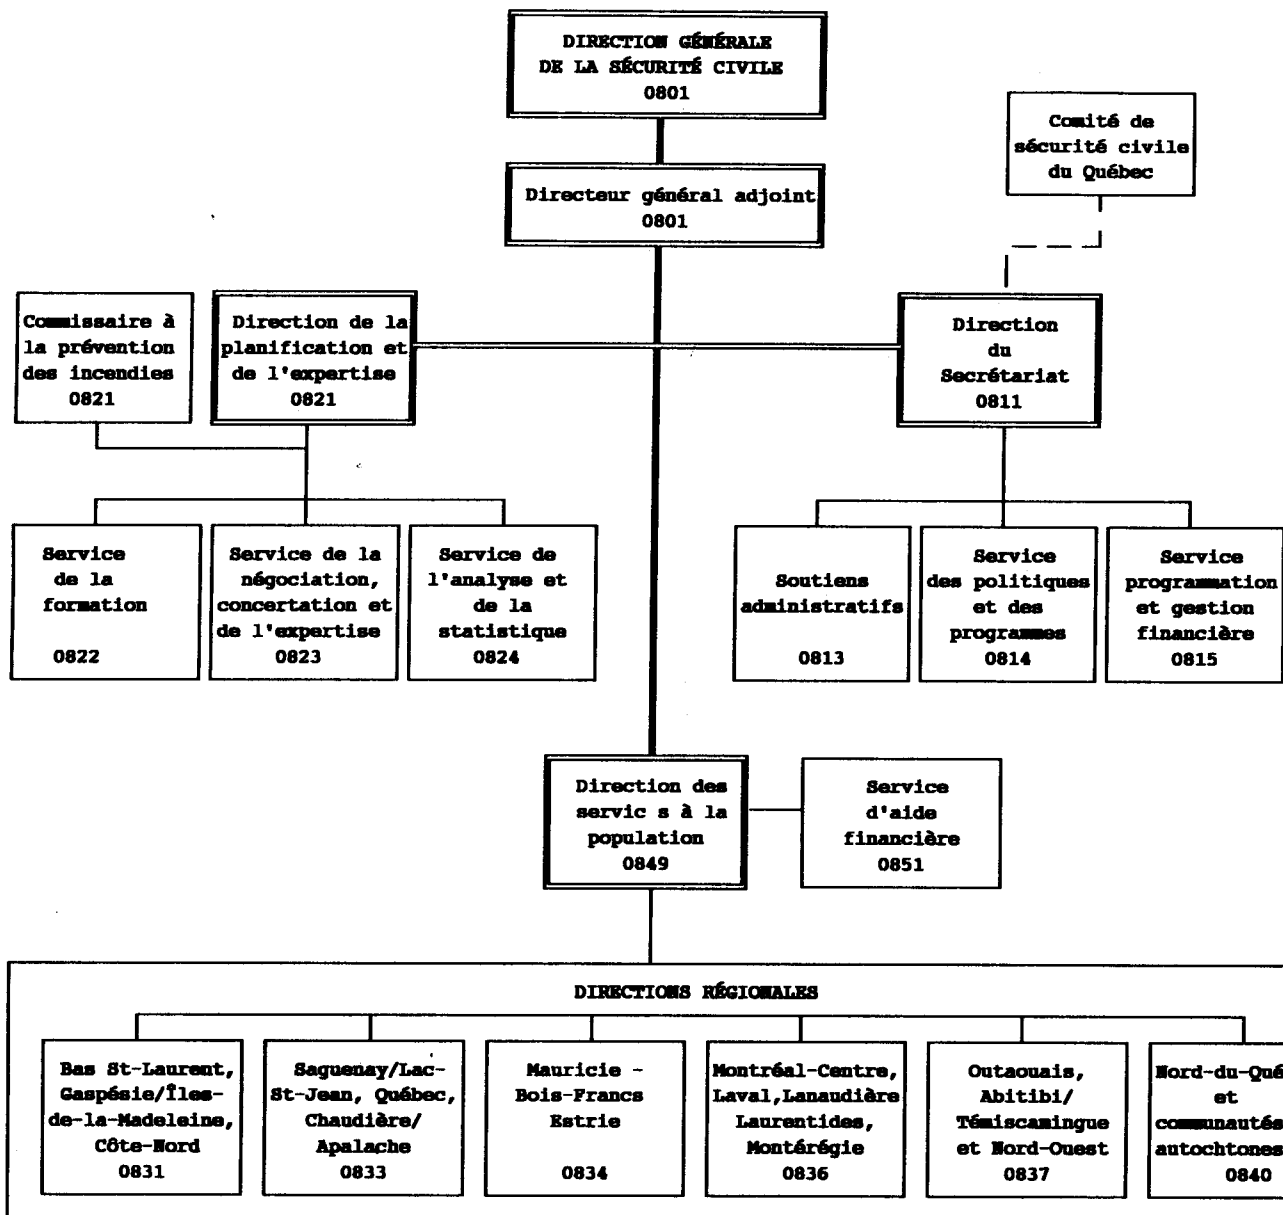 DIRECTION GÉNÉRALE
DE LA SÉCURITÉ CIVILE
0801
Comité de
sécurité civile
du Québec
Directeur général adjoint
0801
Commissaire à
la prévention
des incendies
0821
Direction de la
planification et
de l'expertise
0821
Direction
du
Secrétariat
0811
Service
de la
formation
0822
Service de la
négociation,
concertation et
de l'expertise
0823
Service de
l'analyse et
de la
statistique
0824
Soutiens
administratifs
0813
Service
des politiques
et des
programmes
0814
Service
programmation
et gestion
financière
0815
Direction des
servic s à la
population
0849
Service
d'aide
financière
0851
DIRECTIONS RÉGIONALES
Bas St-Laurent,
Gaspésie/Îles-
de-la-Madeleine,
Côte-Nord
0831
Saguenay/Lac-
St-Jean, Québec,
Chaudière/
Apalache
0833
Mauricie -
Bois-Francs
Estrie
0834
Montréal-Centre,
Laval,Lanaudière
Laurentides,
Montérégie
0836
Outaouais,
Abitibi/
Témiscamingue
et Nord-Ouest
0837
Nord-du-Qué
et
communautés
autochtones
0840